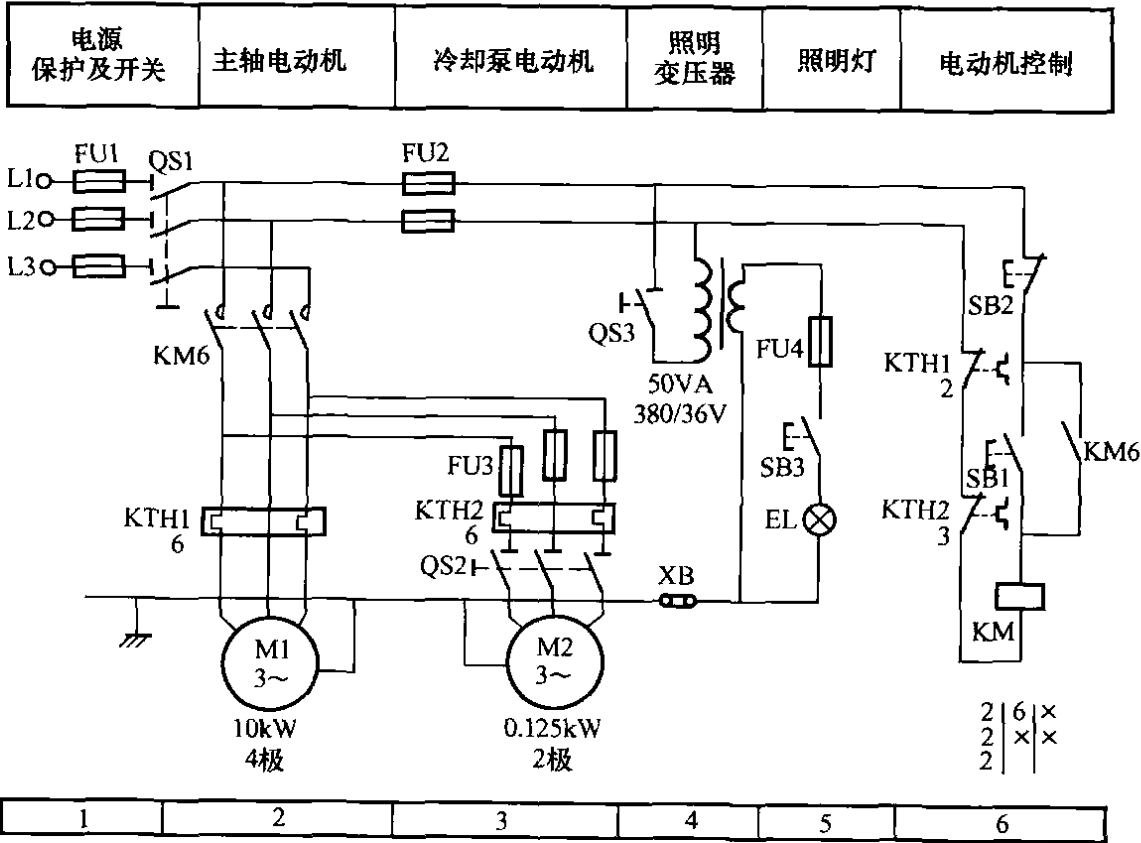 电源
保护及开关
主轴电动机
冷却泵电动机
照明
变压器
照明灯
电动机控制
FU1
QS1
FU2
L1
L2
L3
KM6
QS3
50VA
380/36V
FU4
SB3
EL
SB2
KTH1
2
SB1
KM6
KTH2
3
FU3
KTH1
6
KTH2
6
QS2
XB
KM
M1
3～
M2
3～
10kW
4极
0.125kW
2极
2 6 ×
2 × ×
2
1 2 3 4 5 6